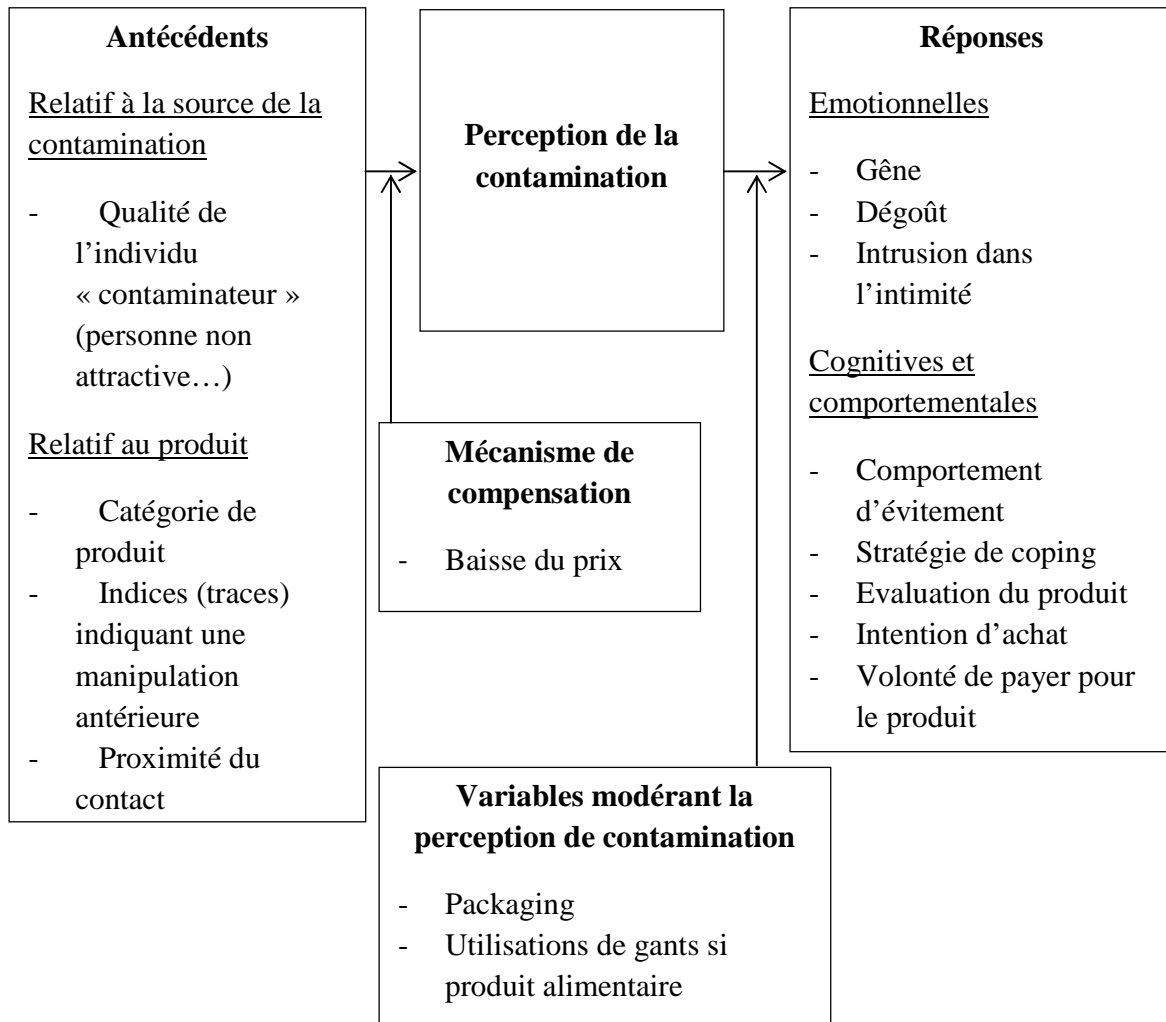 Antécédents
Relatif à la source de la
contamination
- Qualité de
l’individu
« contaminateur »
(personne non
attractive…)
Relatif au produit
- Catégorie de
produit
- Indices (traces)
indiquant une
manipulation
antérieure
- Proximité du
contact
Perception de la
contamination
Mécanisme de
compensation
- Baisse du prix
Variables modérant la
perception de contamination
- Packaging
- Utilisations de gants si
produit alimentaire
Réponses
Emotionnelles
- Gêne
- Dégoût
- Intrusion dans
l’intimité
Cognitives et
comportementales
- Comportement
d’évitement
- Stratégie de coping
- Evaluation du produit
- Intention d’achat
- Volonté de payer pour
le produit